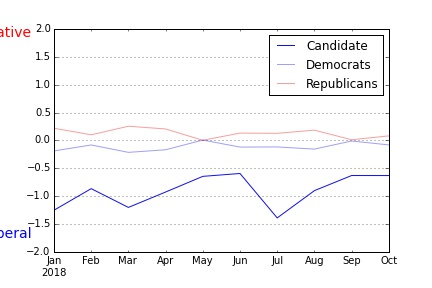 ative
2.0
1.5
1.0
0.5
0.0
−0.5
−1.0
−1.5
−2.0
peral
Candidate
Democrats
Republicans
Jan Feb Mar Apr May Jun Jul Aug Sep Oct
2018